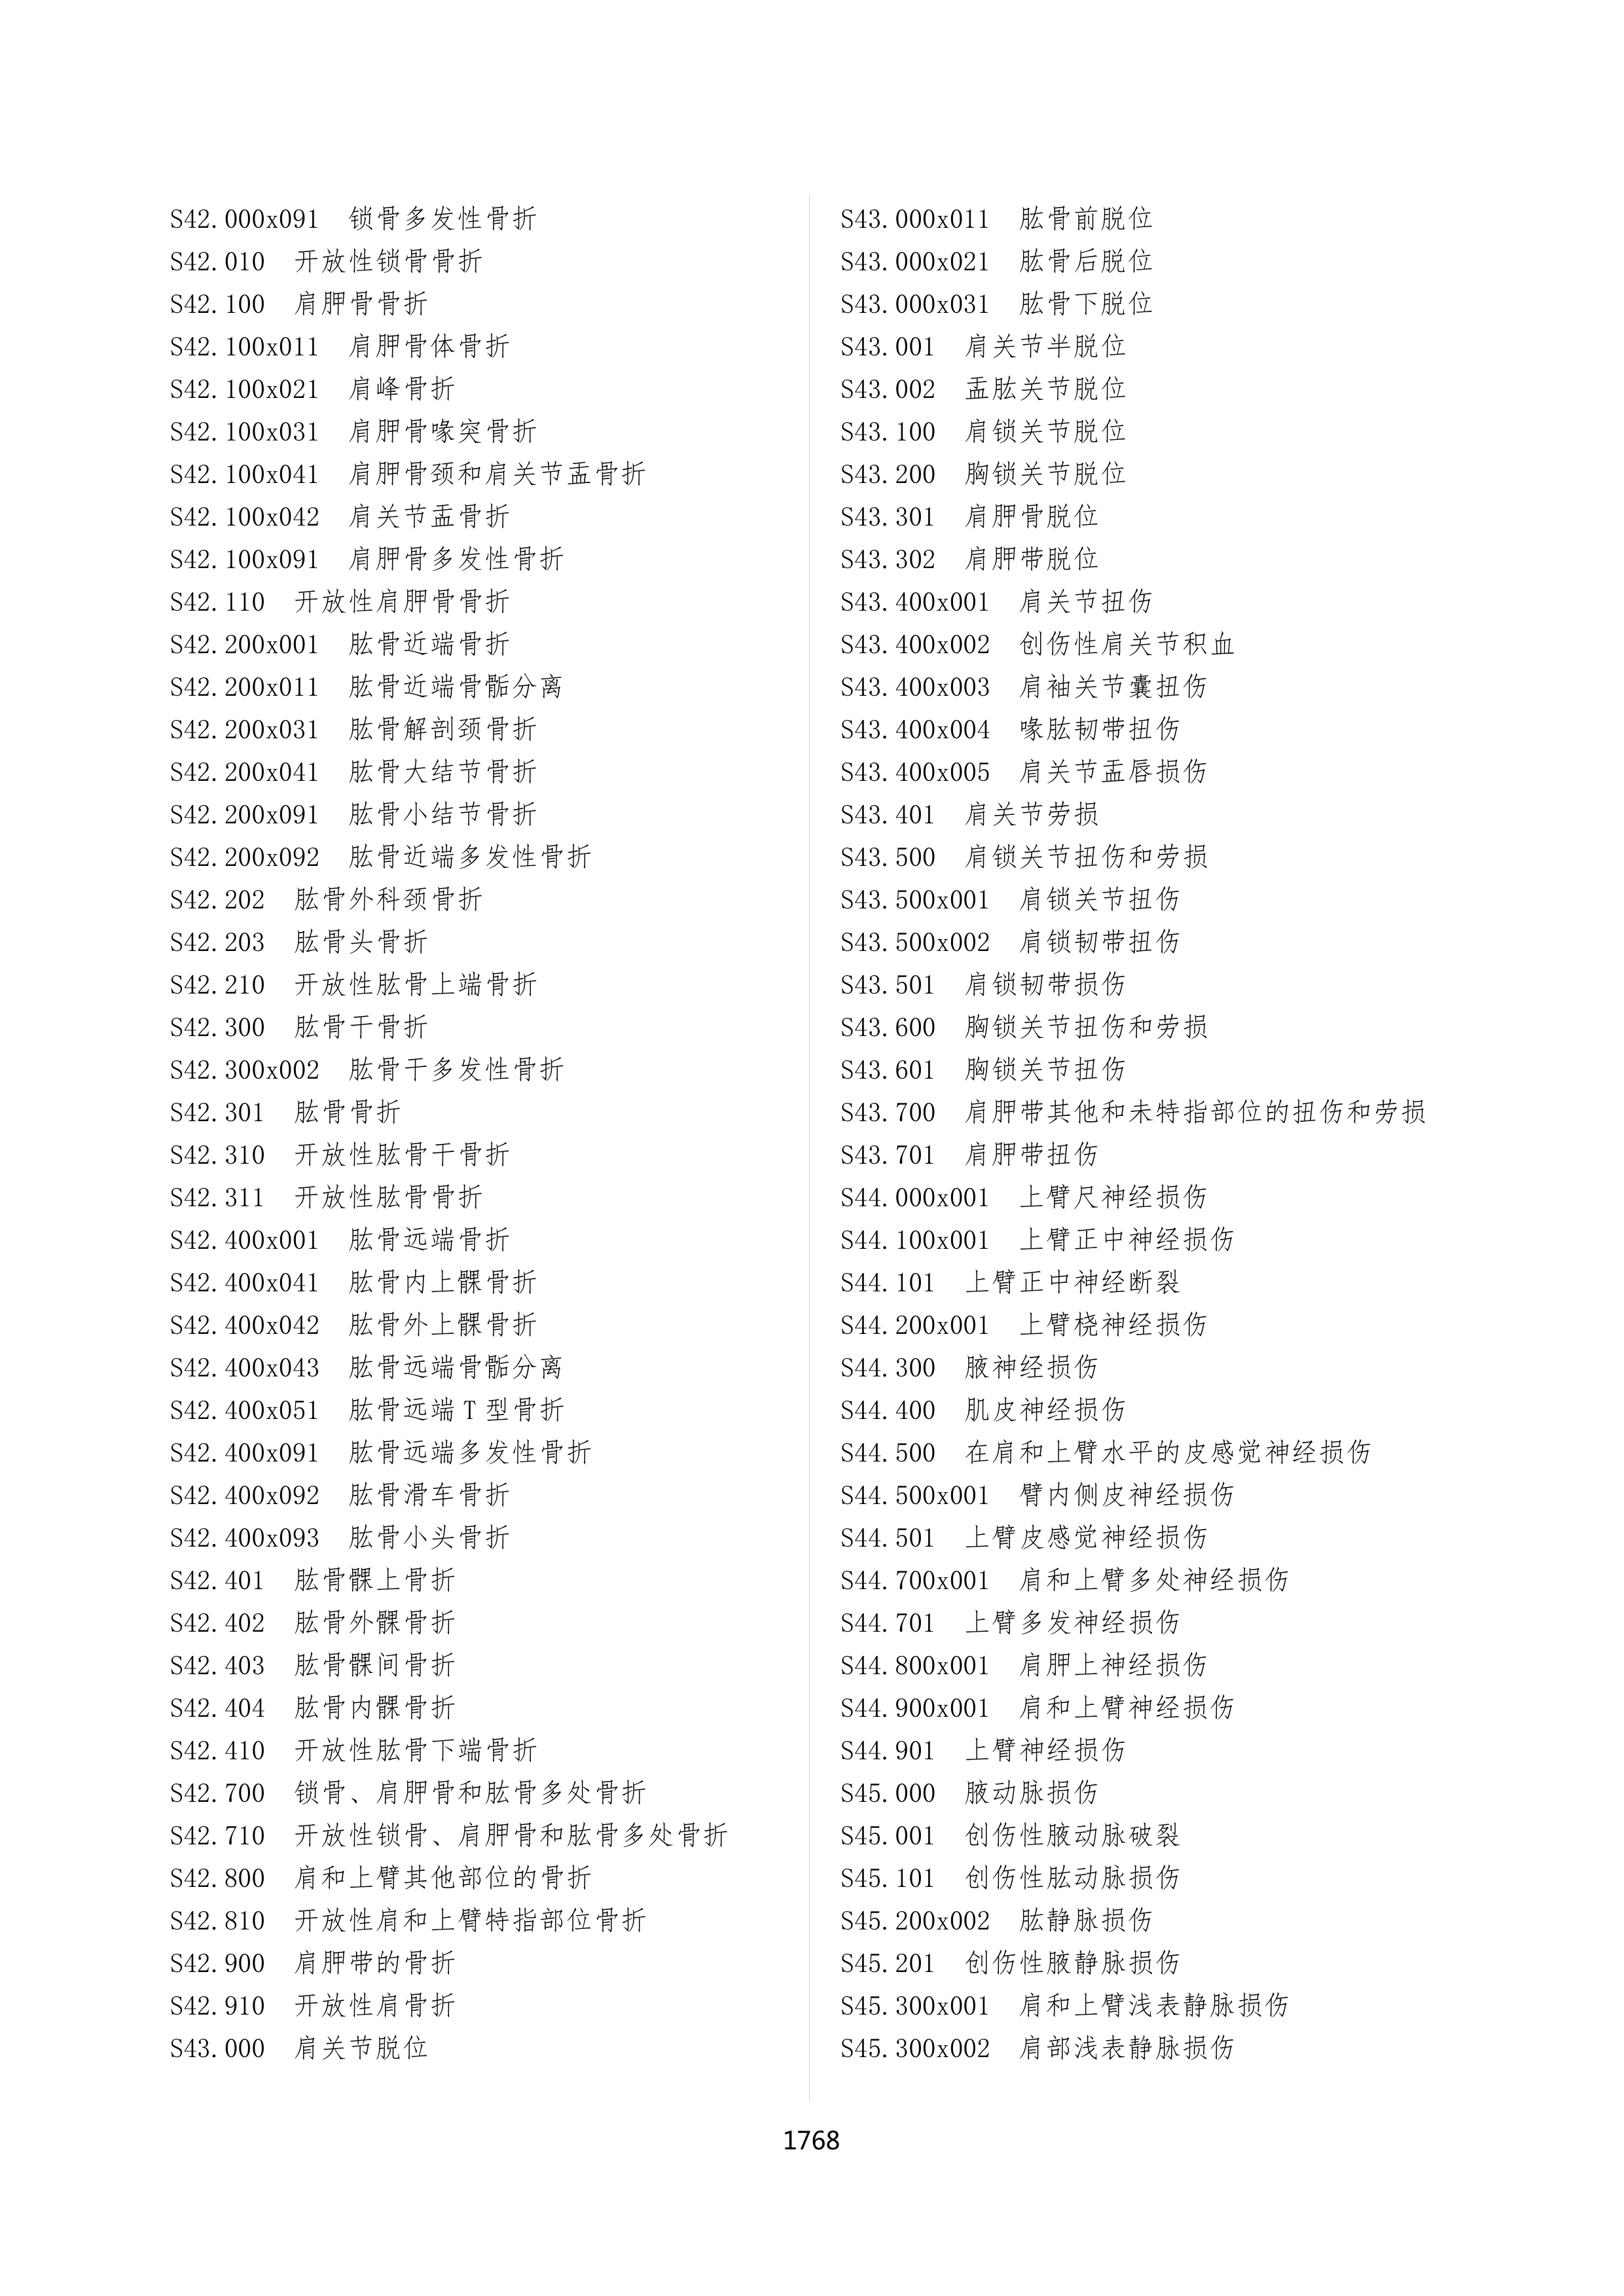 S42.000x091 锁骨多发性骨折
S42.010 开放性锁骨骨折
S42.100 肩胛骨骨折
S42.100x011 肩胛骨体骨折
S42.100x021 肩峰骨折
S42.100x031 肩胛骨喙突骨折
S42.100x041 肩胛骨颈和肩关节盂骨折
S42.100x042 肩关节盂骨折
S42.100x091 肩胛骨多发性骨折
S42.110 开放性肩胛骨骨折
S42.200x001 肱骨近端骨折
S42.200x011 肱骨近端骨骺分离
S42.200x031 肱骨解剖颈骨折
S42.200x041 肱骨大结节骨折
S42.200x091 肱骨小结节骨折
S42.200x092 肱骨近端多发性骨折
S42.202 肱骨外科颈骨折
S42.203 肱骨头骨折
S42.210 开放性肱骨上端骨折
S42.300 肱骨干骨折
S42.300x002 肱骨干多发性骨折
S42.301 肱骨骨折
S42.310 开放性肱骨干骨折
S42.311 开放性肱骨骨折
S42.400x001 肱骨远端骨折
S42.400x041 肱骨内上髁骨折
S42.400x042 肱骨外上髁骨折
S42.400x043 肱骨远端骨骺分离
S42.400x051 肱骨远端 T 型骨折
S42.400x091 肱骨远端多发性骨折
S42.400x092 肱骨滑车骨折
S42.400x093 肱骨小头骨折
S42.401 肱骨髁上骨折
S42.402 肱骨外髁骨折
S42.403 肱骨髁间骨折
S42.404 肱骨内髁骨折
S42.410 开放性肱骨下端骨折
S42.700 锁骨、肩胛骨和肱骨多处骨折
S42.710 开放性锁骨、肩胛骨和肱骨多处骨折
S42.800 肩和上臂其他部位的骨折
S42.810 开放性肩和上臂特指部位骨折
S42.900 肩胛带的骨折
S42.910 开放性肩骨折
S43.000 肩关节脱位
S43.000x011 肱骨前脱位
S43.000x021 肱骨后脱位
S43.000x031 肱骨下脱位
S43.001 肩关节半脱位
S43.002 盂肱关节脱位
S43.100 肩锁关节脱位
S43.200 胸锁关节脱位
S43.301 肩胛骨脱位
S43.302 肩胛带脱位
S43.400x001 肩关节扭伤
S43.400x002 创伤性肩关节积血
S43.400x003 肩袖关节囊扭伤
S43.400x004 喙肱韧带扭伤
S43.400x005 肩关节盂唇损伤
S43.401 肩关节劳损
S43.500 肩锁关节扭伤和劳损
S43.500x001 肩锁关节扭伤
S43.500x002 肩锁韧带扭伤
S43.501 肩锁韧带损伤
S43.600 胸锁关节扭伤和劳损
S43.601 胸锁关节扭伤
S43.700 肩胛带其他和未特指部位的扭伤和劳损
S43.701 肩胛带扭伤
S44.000x001 上臂尺神经损伤
S44.100x001 上臂正中神经损伤
S44.101 上臂正中神经断裂
S44.200x001 上臂桡神经损伤
S44.300 腋神经损伤
S44.400 肌皮神经损伤
S44.500 在肩和上臂水平的皮感觉神经损伤
S44.500x001 臂内侧皮神经损伤
S44.501 上臂皮感觉神经损伤
S44.700x001 肩和上臂多处神经损伤
S44.701 上臂多发神经损伤
S44.800x001 肩胛上神经损伤
S44.900x001 肩和上臂神经损伤
S44.901 上臂神经损伤
S45.000 腋动脉损伤
S45.001 创伤性腋动脉破裂
S45.101 创伤性肱动脉损伤
S45.200x002 肱静脉损伤
S45.201 创伤性腋静脉损伤
S45.300x001 肩和上臂浅表静脉损伤
S45.300x002 肩部浅表静脉损伤
1768